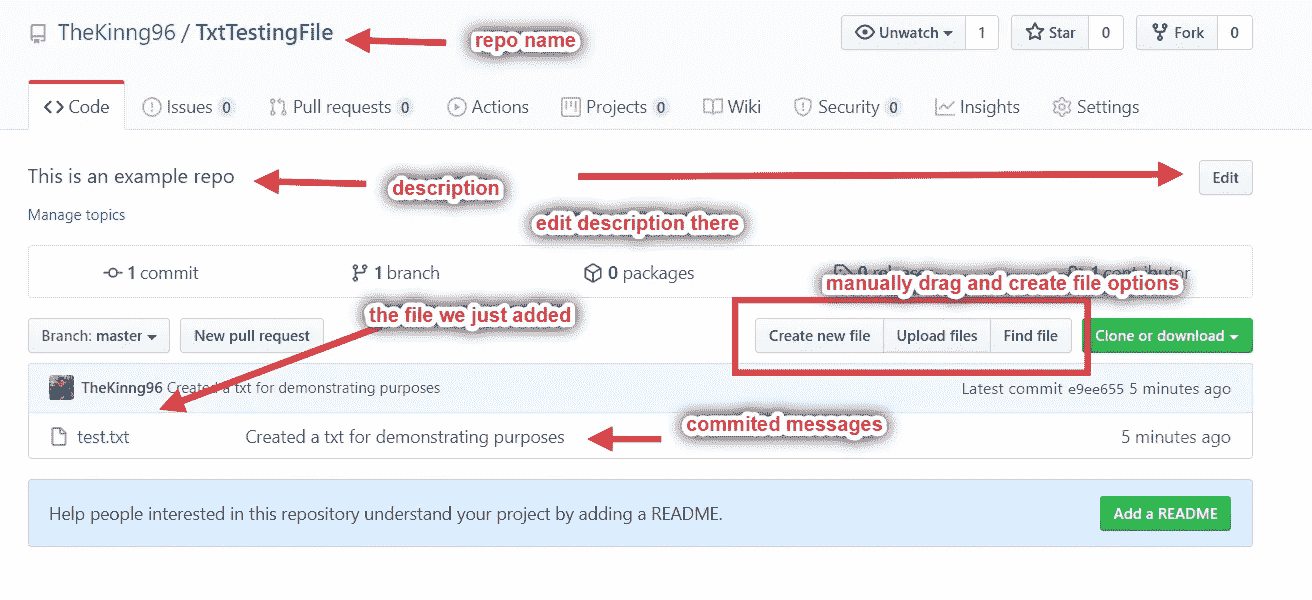 TheKinng96 / TxtTestingFile
repo name
Unwatch 1 Star 0 Fork 0
Code Issues 0 Pull requests 0 Actions Projects 0 Wiki Security 0 Insights Settings
This is an example repo
description
Edit
edit description there
Manage topics
1 commit 1 branch 0 packages 0 1 contributor
manually drag and create file options
the file we just added
Branch: master New pull request Create new file Upload files Find file Clone or download
TheKinng96 Created a txt for demonstrating purposes Latest commit e9ee655 5 minutes ago
commited messages
test.txt Created a txt for demonstrating purposes 5 minutes ago
Help people interested in this repository understand your project by adding a README. Add a README